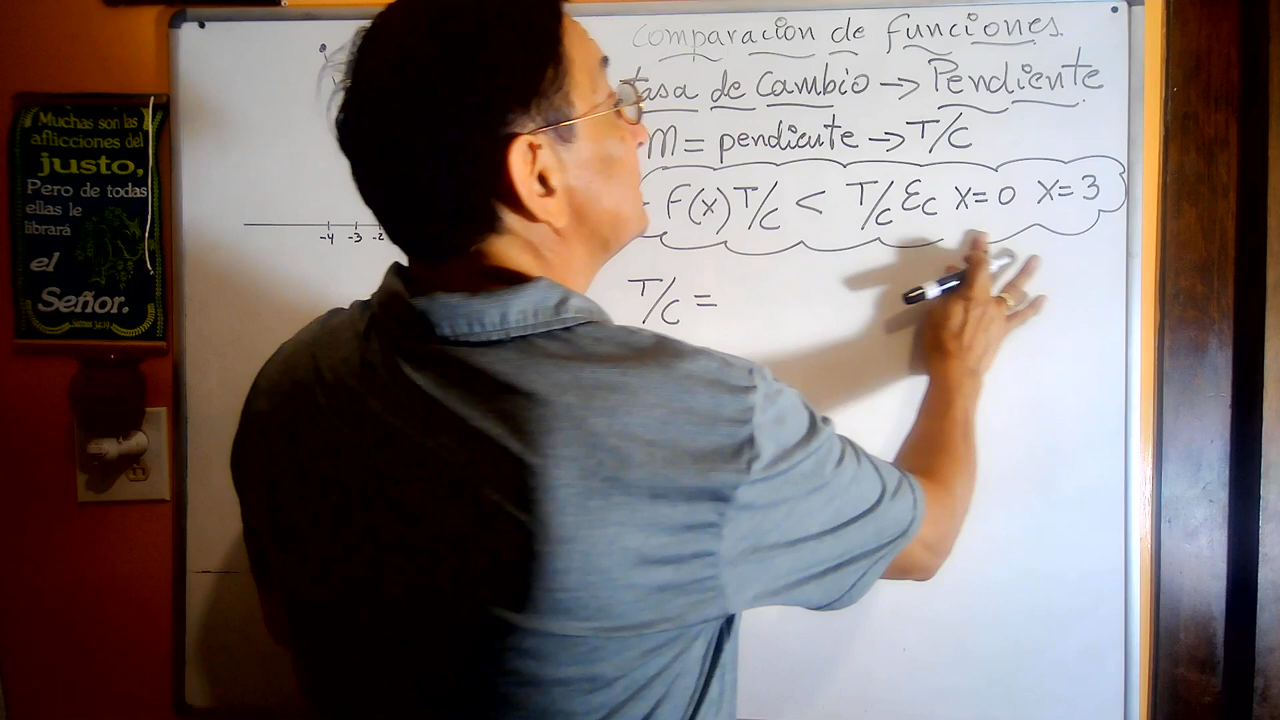 Muchas son las
aflicciones del
justo,
Pero de todas
ellas le
librará
el
Señor.
-4 -3 -2
Comparación de funciones.
tasa de cambio → Pendiente
M = pendiente → T/C
F(x) T/C < T/C Ec X=0 X=3
T/C =